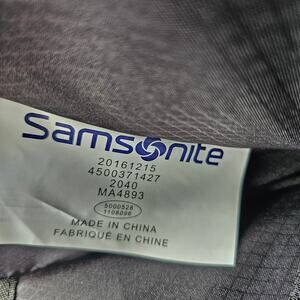 Samsonite
20161215
4500371427
2040
MA4893
5000528
1108096
MADE IN CHINA
FABRIQUÉ EN CHINE